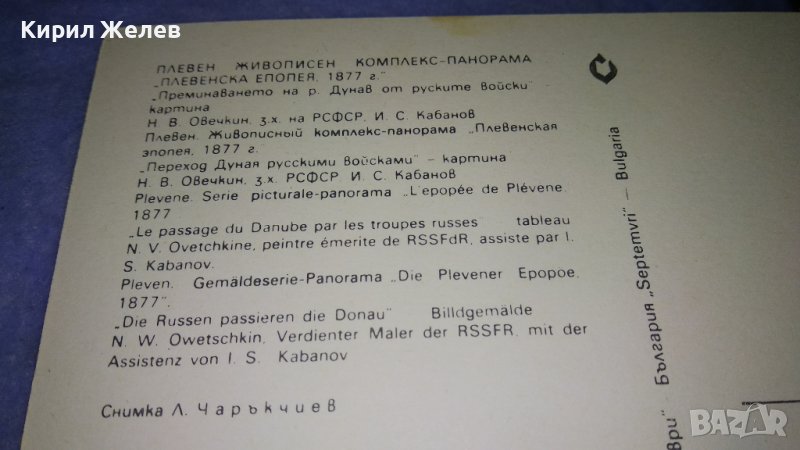 Кирил Желев
ПЛЕВЕН ЖИВОПИСЕН КОМПЛЕКС-ПАНОРАМА
"ПЛЕВЕНСКА ЕПОПЕЯ, 1877 г."
„Преминаването на р. Дунав от руските войски"
картина
Н. В. Овечкин, з.х. на РСФСР И. С. Кабанов
Плевен. Живописный комплекс-панорама „Плевенская
эпопея, 1877 г.
„Переход Дуная русскими войсками" – картина
Н. В. Овечкин, з.х. РСФСР И. С. Кабанов
Plevene. Serie picturale-panorama „L'epopée de Plévene.
1877
„Le passage du Danube par les troupes russes tableau
N. V. Ovetchkine, peintre émerite de RSSFdR, assiste par I.
S. Kabanov.
Pleven. Gemäldeserie-Panorama „Die Plevener Epopoe.
1877".
„Die Russen passieren die Donau" Billdgemälde
N. W. Owetschkin, Verdienter Maler der RSSFR, mit der
Assistenz von I. S. Kabanov
Снимка Л. Чаръкчиев
ври" България „Septemvri" – Bulgaria
BAZAR